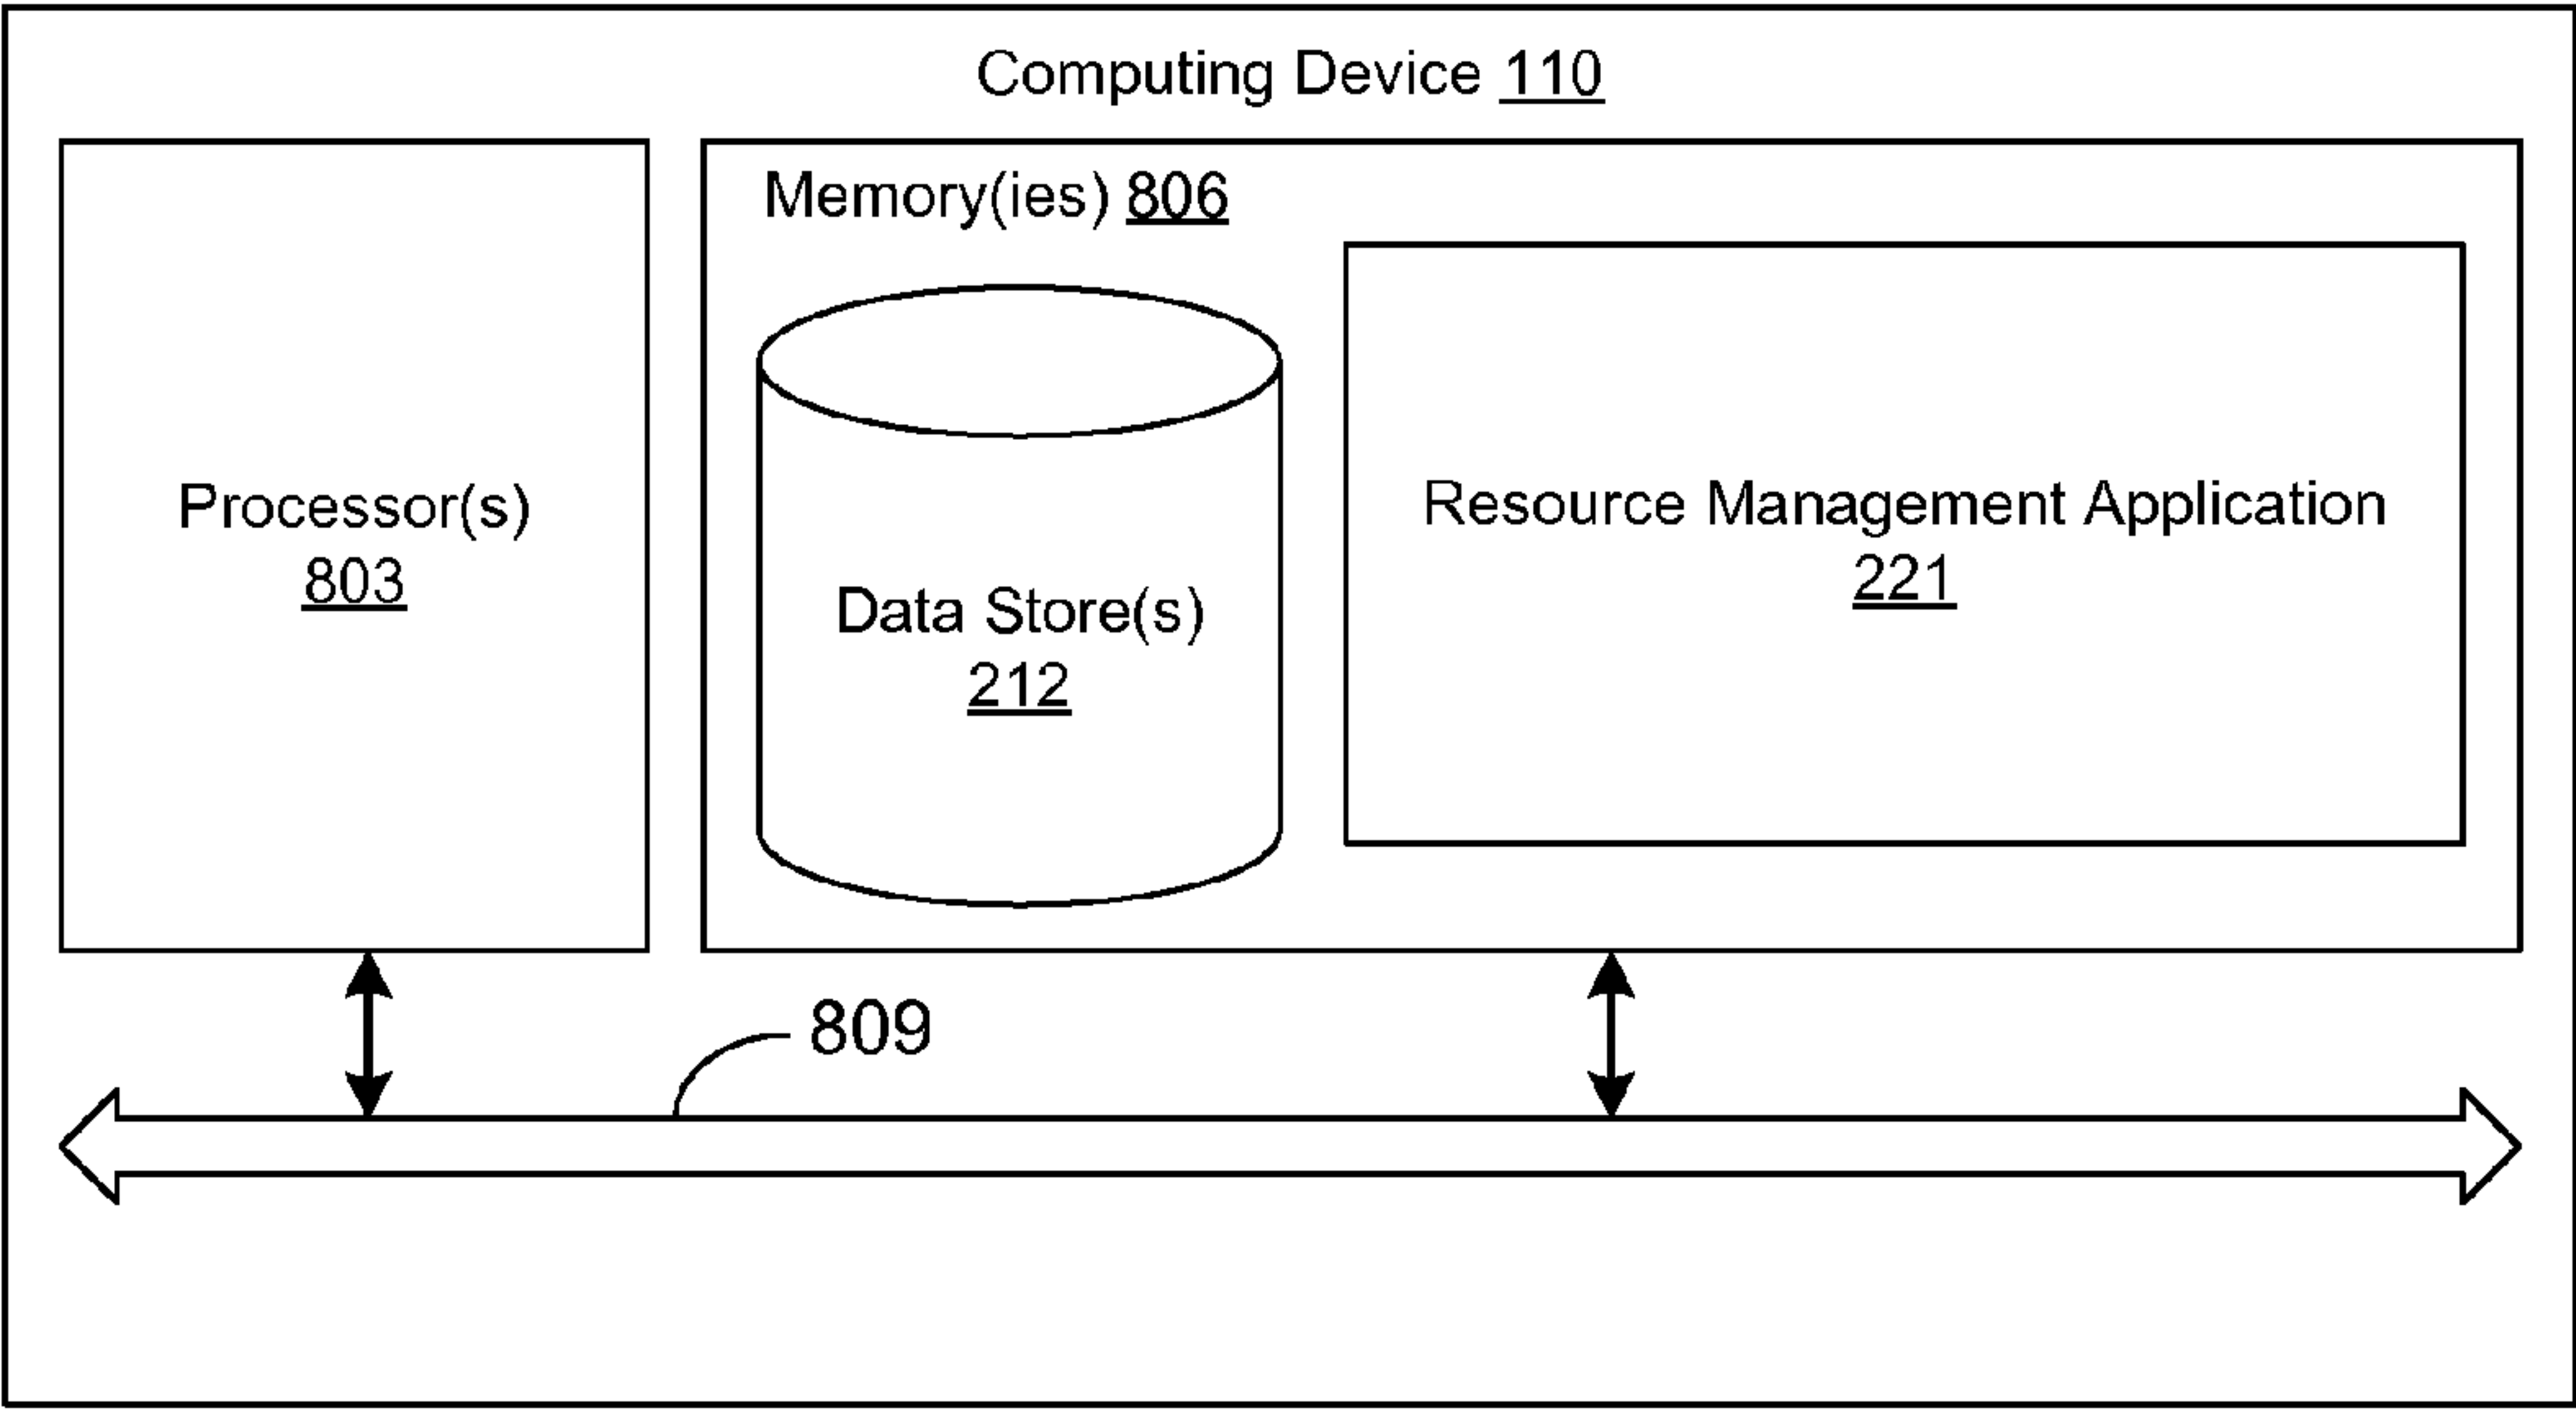 Computing Device 110
Memory(ies) 806
Processor(s)
803
Data Store(s)
212
Resource Management Application
221
809